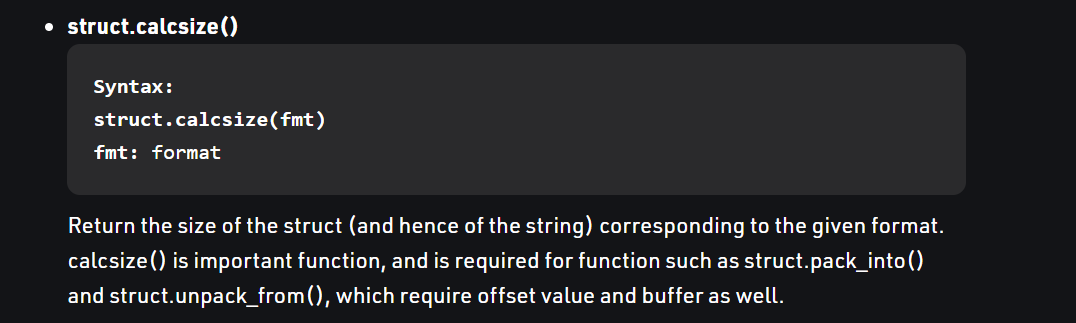 struct.calcsize()
Syntax:
struct.calcsize(fmt)
fmt: format
Return the size of the struct (and hence of the string) corresponding to the given format.
calcsize() is important function, and is required for function such as struct.pack_into()
and struct.unpack_from(), which require offset value and buffer as well.